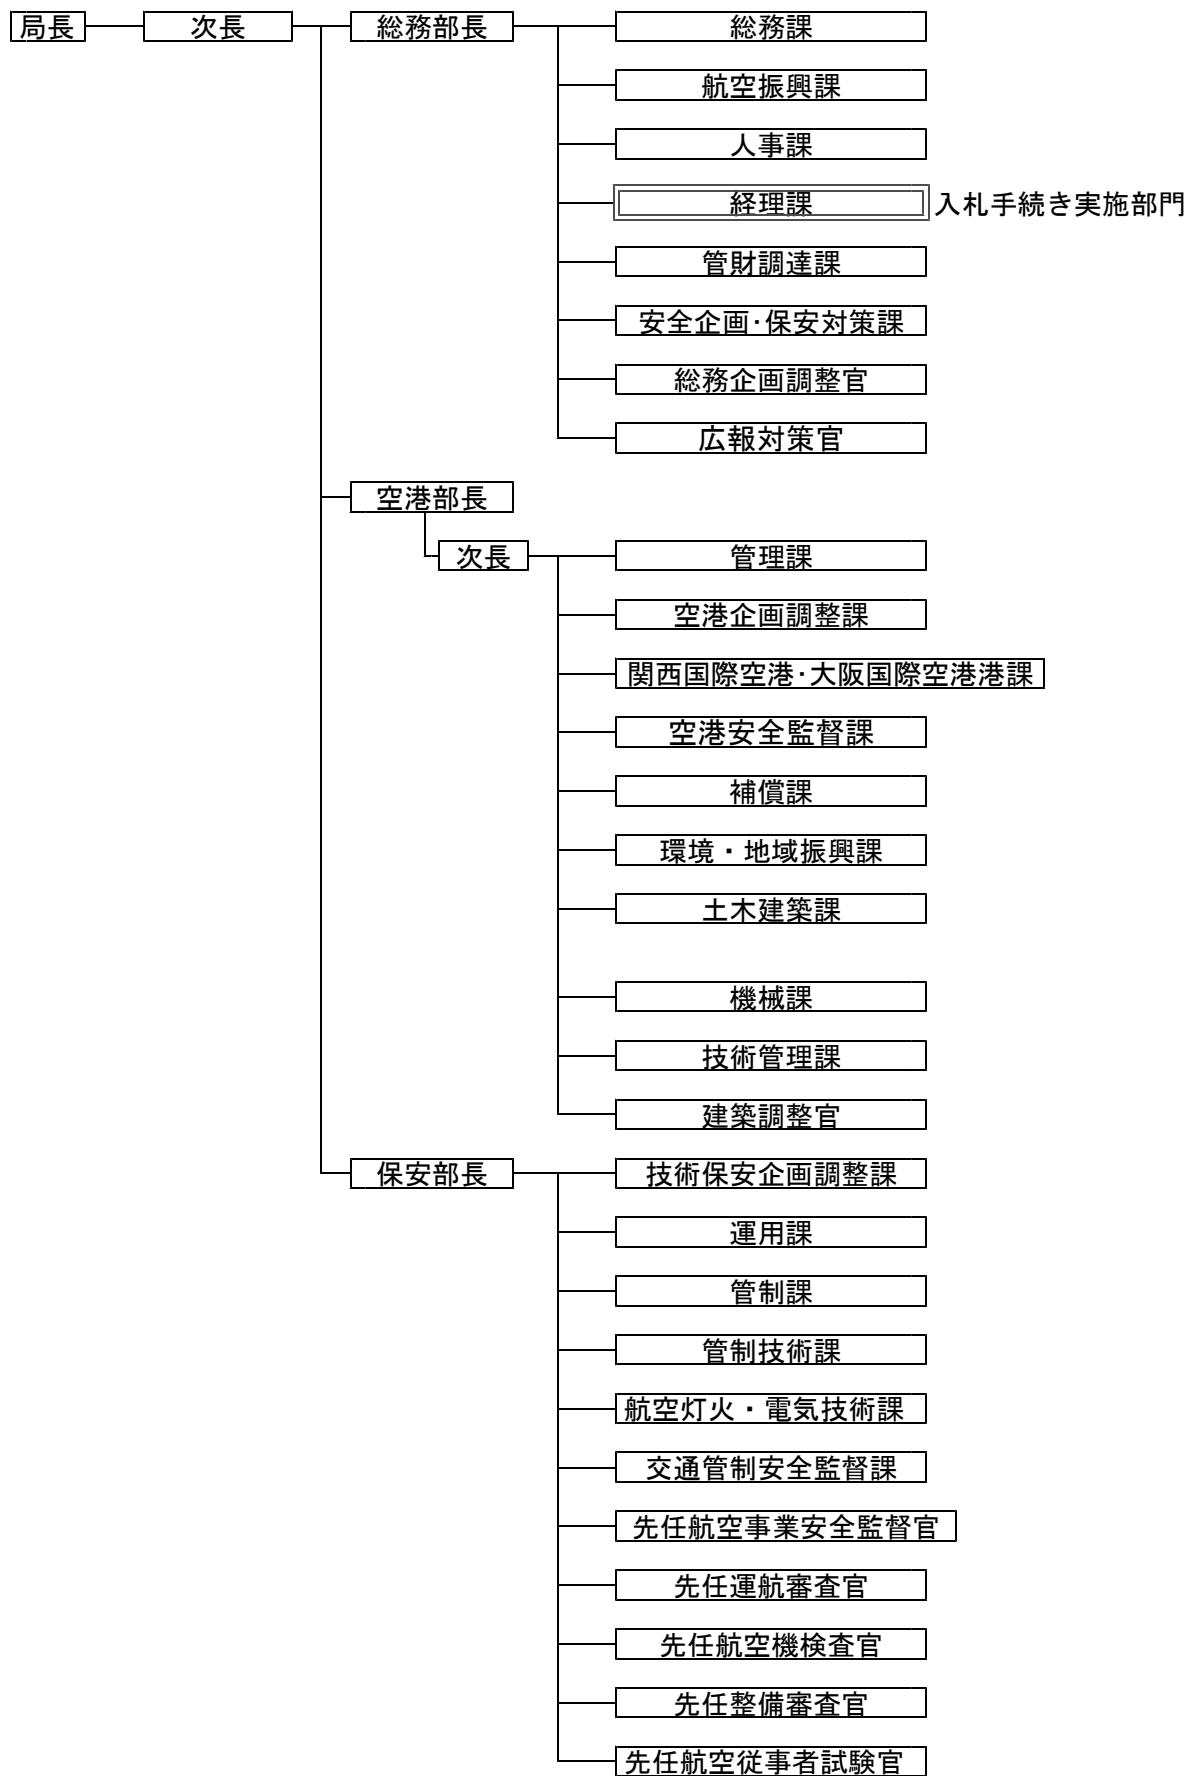 局長
次長
総務部長
総務課
航空振興課
人事課
経理課
入札手続き実施部門
管財調達課
安全企画･保安対策課
総務企画調整官
広報対策官
空港部長
次長
管理課
空港企画調整課
関西国際空港･大阪国際空港港課
空港安全監督課
補償課
環境・地域振興課
土木建築課
機械課
技術管理課
建築調整官
保安部長
技術保安企画調整課
運用課
管制課
管制技術課
航空灯火・電気技術課
交通管制安全監督課
先任航空事業安全監督官
先任運航審査官
先任航空機検査官
先任整備審査官
先任航空従事者試験官